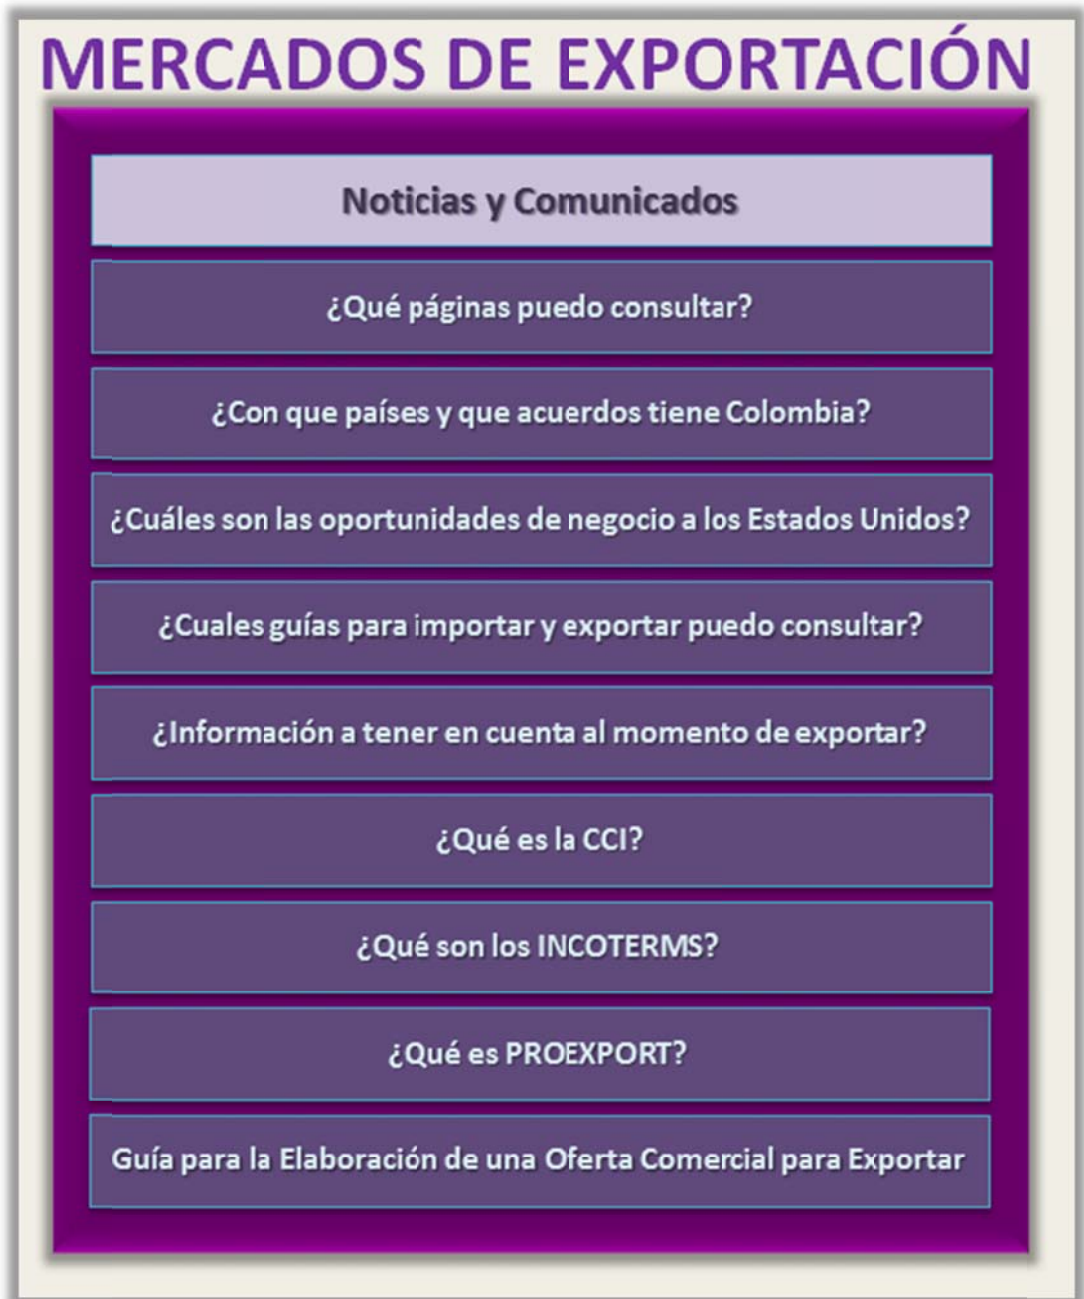 MERCADOS DE EXPORTACIÓN
Noticias y Comunicados
¿Qué páginas puedo consultar?
¿Con que países y que acuerdos tiene Colombia?
¿Cuáles son las oportunidades de negocio a los Estados Unidos?
¿Cuales guías para importar y exportar puedo consultar?
¿Información a tener en cuenta al momento de exportar?
¿Qué es la CCI?
¿Qué son los INCOTERMS?
¿Qué es PROEXPORT?
Guía para la Elaboración de una Oferta Comercial para Exportar